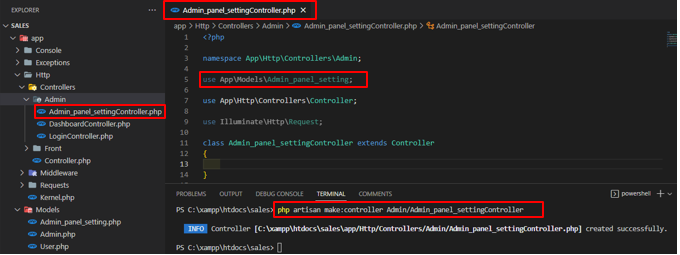 EXPLORER
SALES
app
Console
Exceptions
Http
Controllers
Admin
Admin_panel_settingController.php
DashboardController.php
LoginController.php
Front
Controller.php
Middleware
Requests
Kernel.php
Models
Admin_panel_setting.php
Admin.php
User.php
Admin_panel_settingController.php
app > Http > Controllers > Admin > Admin_panel_settingController.php > Admin_panel_settingController
1 <?php
2
3 namespace App\Http\Controllers\Admin;
4
5 use App\Models\Admin_panel_setting;
6
7 use App\Http\Controllers\Controller;
8
9 use Illuminate\Http\Request;
10
11 class Admin_panel_settingController extends Controller
12 {
13
14 }
PROBLEMS OUTPUT DEBUG CONSOLE TERMINAL COMMENTS powershell
PS C:\xampp\htdocs\sales> php artisan make:controller Admin/Admin_panel_settingController
INFO Controller [C:\xampp\htdocs\sales\app/Http/Controllers/Admin/Admin_panel_settingController.php] created successfully.
PS C:\xampp\htdocs\sales>